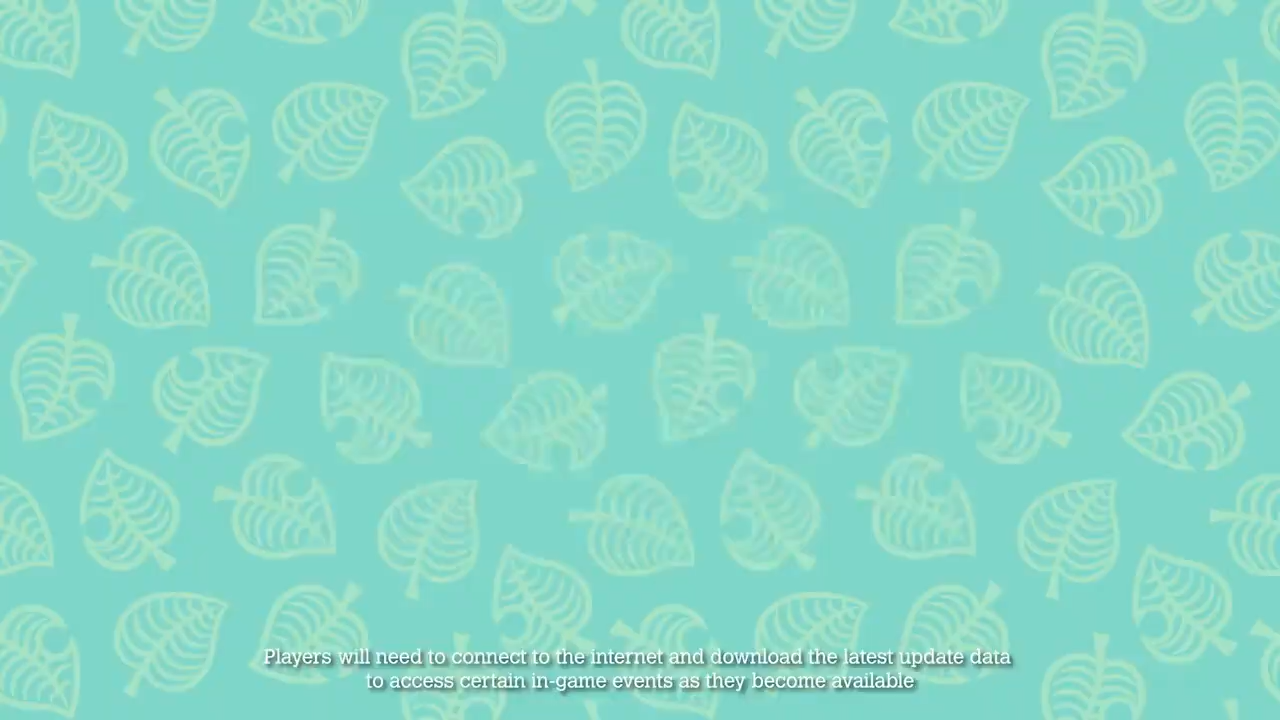 Players will need to connect to the internet and download the latest update data
to access certain in-game events as they become available